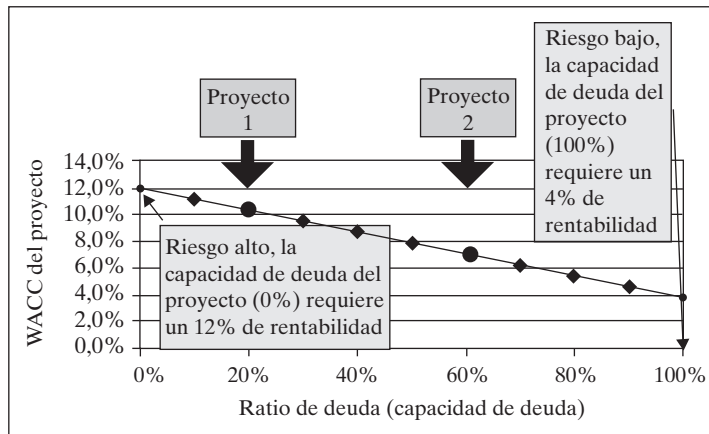 Riesgo bajo,
la capacidad
de deuda del
proyecto
(100%)
requiere un
4% de
rentabilidad
Proyecto
1
Proyecto
2
WACC del proyecto
14,0%
12,0%
10,0%
8,0%
6,0%
4,0%
2,0%
0,0%
Riesgo alto, la
capacidad de deuda del
proyecto (0%) requiere
un 12% de rentabilidad
0%
20%
40%
60%
80%
100%
Ratio de deuda (capacidad de deuda)